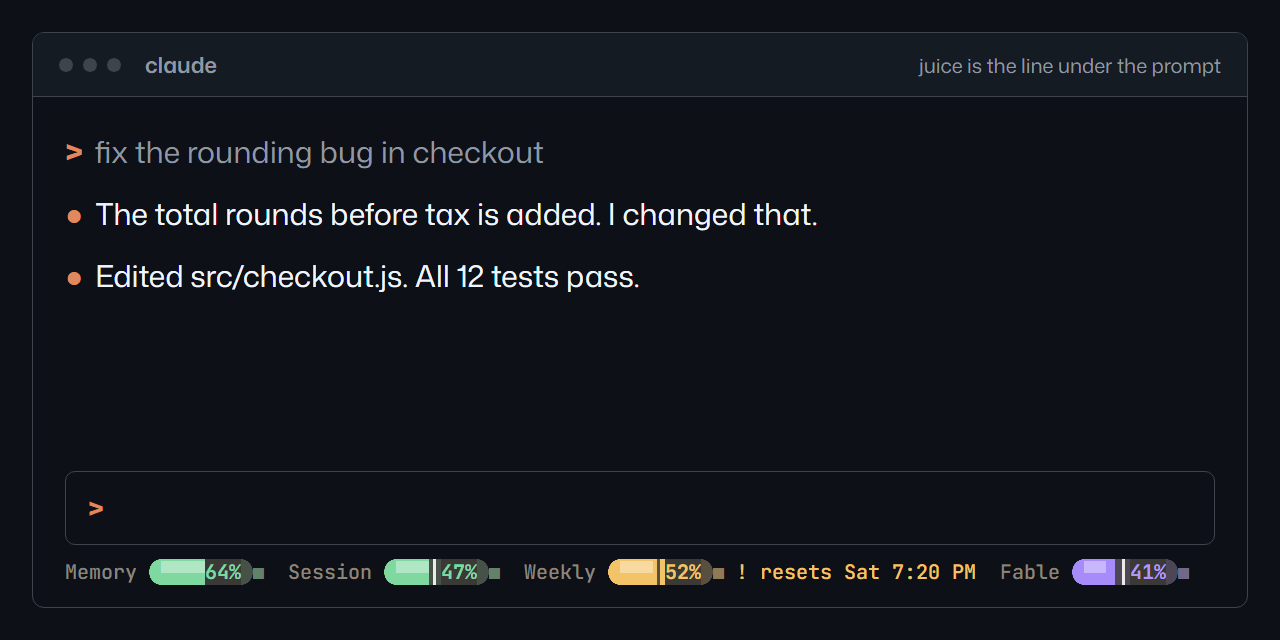 claude
juice is the line under the prompt
> fix the rounding bug in checkout
● The total rounds before tax is added. I changed that.
● Edited src/checkout.js. All 12 tests pass.
>
Memory 64% Session 47% Weekly 52% ! resets Sat 7:20 PM Fable 41%